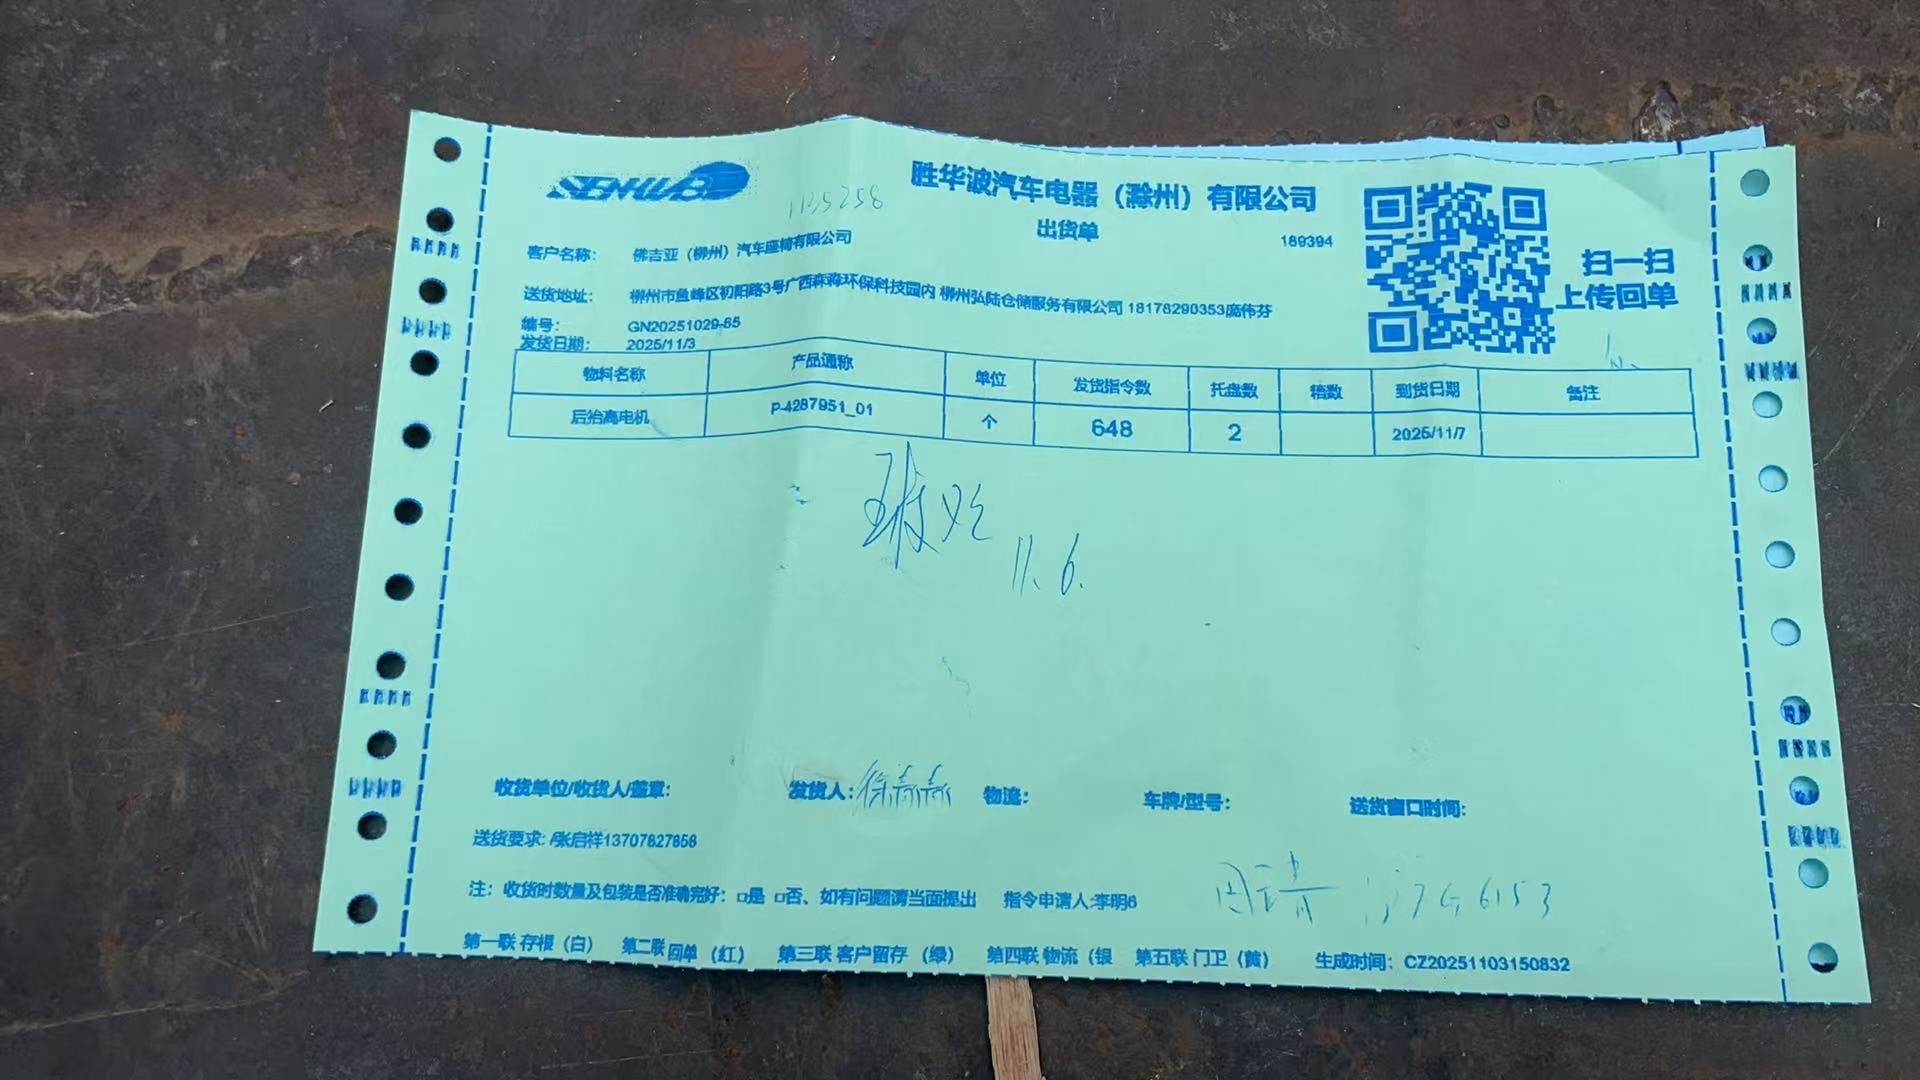 SENWB
1135258
胜华波汽车电器（滁州）有限公司
出货单
189394
扫一扫
上传回单
客户名称： 佛吉亚（柳州）汽车座椅有限公司
送货地址： 柳州市鱼峰区初阳路3号广西森淼环保科技园内 柳州弘陆仓储服务有限公司 18178290353庞伟芬
编号： GN20251029-65
发货日期： 2025/11/3
物料名称 产品通称 单位 发货指令数 托盘数 箱数 到货日期 备注
后抬高电机 P-4287951_01 个 648 2 2025/11/7
11.6.
收货单位/收货人/盖章： 发货人：徐 物流： 车牌/型号： 送货窗口时间：
送货要求: 张启祥13707827858
注： 收货时数量及包装是否准确完好：□是 □否、如有问题请当面提出 指令申请人:李明6
第一联 存根（白） 第二联 回单 （红） 第三联 客户留存 （绿） 第四联 物流（银 第五联 门卫（黄） 生成时间： CZ20251103150832